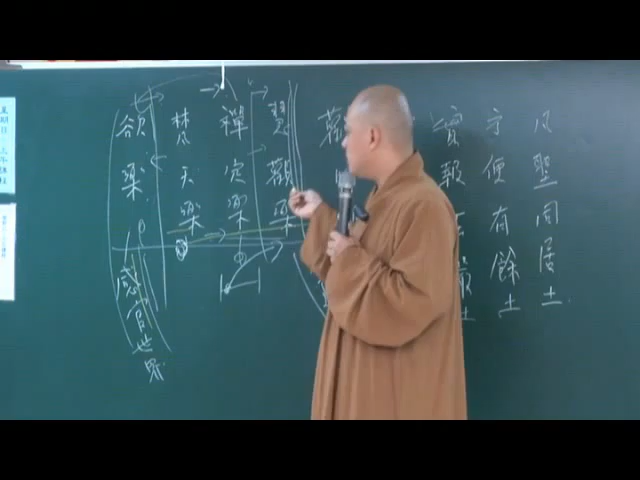 凡聖同居土
方便有餘土
實報莊嚴土
慧觀樂
禪定樂
梵天樂
欲樂
感官世界